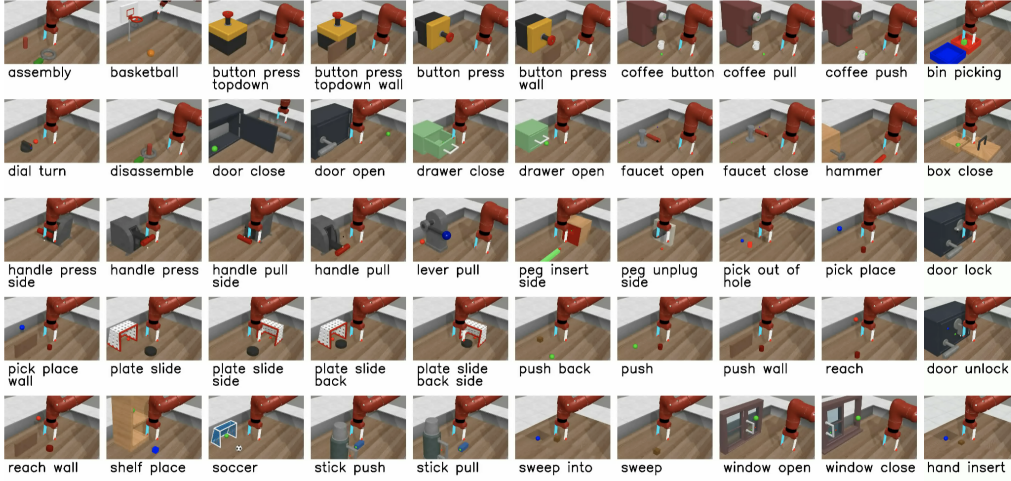 assembly
basketball
button press
topdown
button press
topdown wall
button press
button press
wall
coffee button
coffee pull
coffee push
bin picking
dial turn
disassemble
door close
door open
drawer close
drawer open
faucet open
faucet close
hammer
box close
handle press
side
handle press
handle pull
side
handle pull
lever pull
peg insert
side
peg unplug
side
pick out of
hole
pick place
door lock
pick place
wall
plate slide
plate slide
side
plate slide
back
plate slide
back side
push back
push
push wall
reach
door unlock
reach wall
shelf place
soccer
stick push
stick pull
sweep into
sweep
window open
window close
hand insert